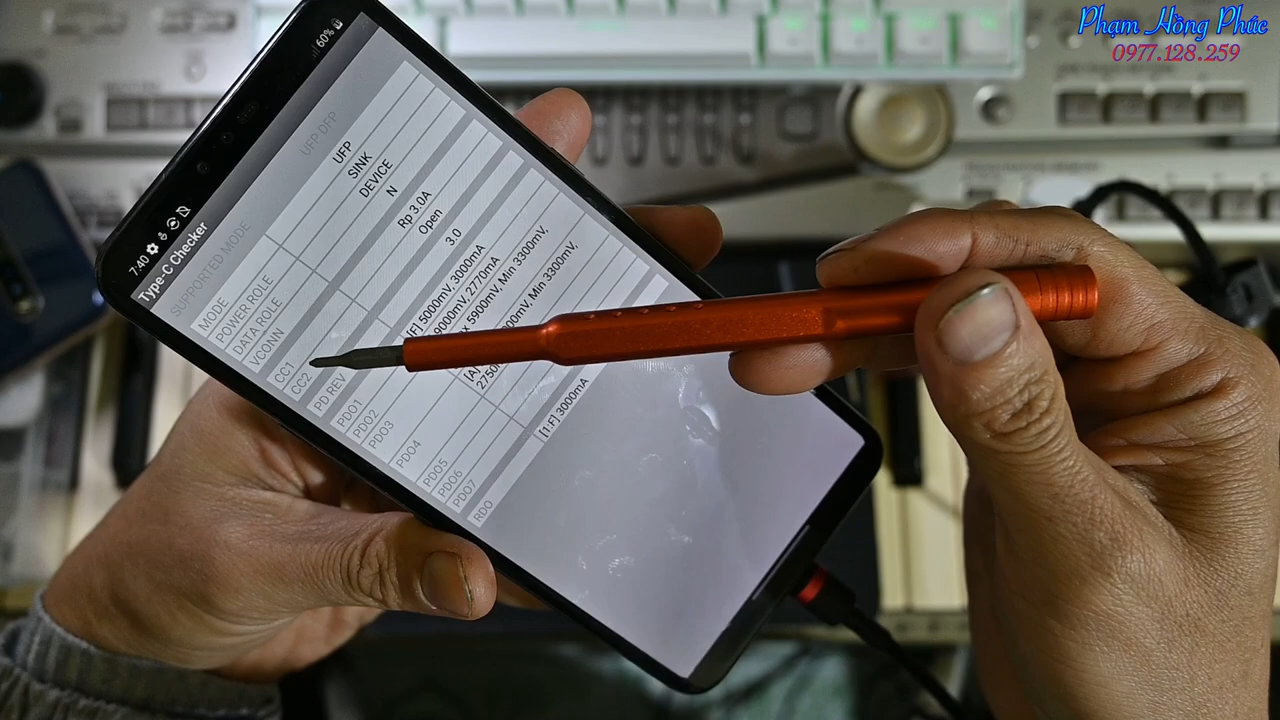 Phạm Hồng Phúc
0977.128.259
7:40
60%
Type-C Checker
SUPPORTED MODE UFP DFP
MODE UFP
POWER ROLE SINK
DATA ROLE DEVICE
VCONN N
CC1 Rp 3.0A
CC2 Open
PD REV 3.0
PDO1 [F] 5000mV, 3000mA
PDO2 9000mV, 2770mA
PDO3 5900mV, Min 3300mV,
PDO4 Min 3300mV,
PDO5
PDO6
PDO7
RDO [1:F] 3000mA